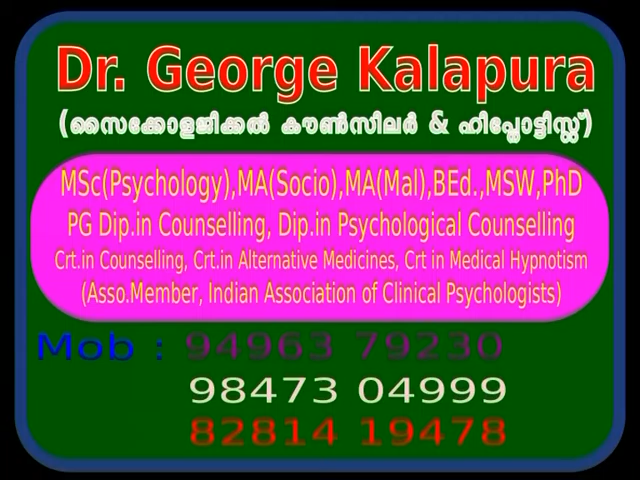 Dr. George Kalapura
(സൈക്കോളജിക്കൽ കൗൺസിലർ & ഹിപ്നോട്ടിസ്റ്റ്)
MSc(Psychology),MA(Socio),MA(Mal),BEd.,MSW,PhD
PG Dip.in Counselling, Dip.in Psychological Counselling
Crt.in Counselling, Crt.in Alternative Medicines, Crt in Medical Hypnotism
(Asso.Member, Indian Association of Clinical Psychologists)
Mob : 94963 79230
98473 04999
82814 19478